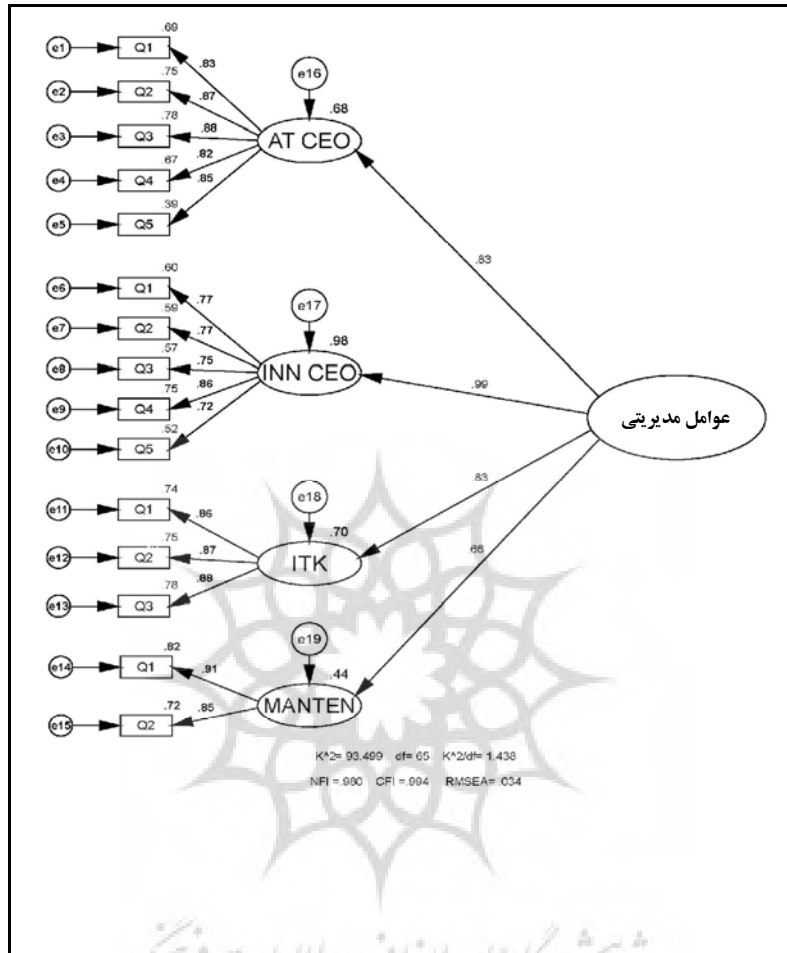 .69
e1 Q1
.83
e16
.75
e2 Q2
.87
.68
.78
e3 Q3
.88
AT CEO
.67
e4 Q4
.82
.85
.39
e5 Q5
.83
.60
e6 Q1
.77
e17
.59
e7 Q2
.77
.98
.57
e8 Q3
.75
INN CEO
.99
.75
e9 Q4
.86
.72
.52
e10 Q5
عوامل مدیریتی
.74
e11 Q1
.86
e18
.83
.75
e12 Q2
.87
.70
ITK
.78
e13 Q3
.88
.66
.82
e14 Q1
.91
e19
.44
MANTEN
.72
e15 Q2
.85
K^2= 93.499 df= 65 K^2/df= 1.438
NFI =.980 CFI =.994 RMSEA= .034